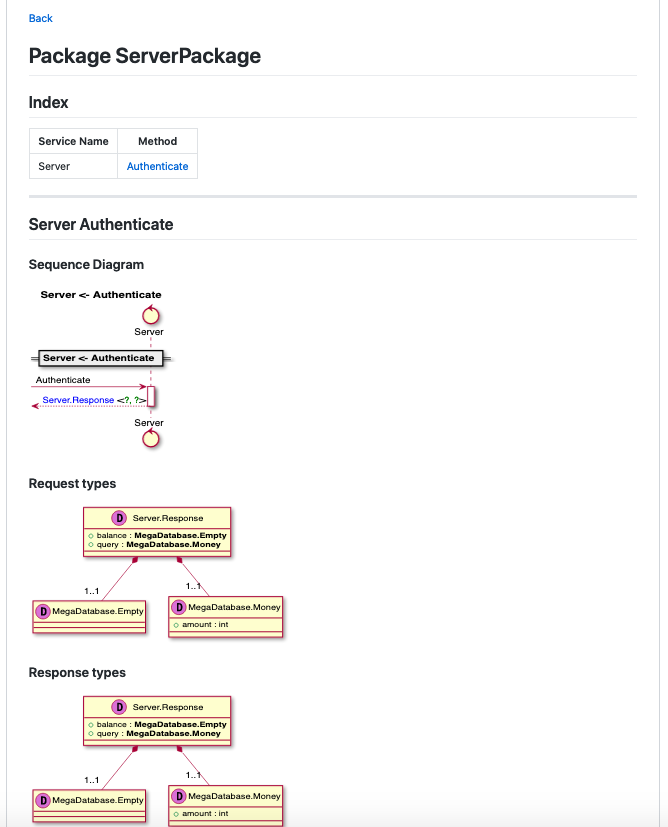 Back
Package ServerPackage
Index
Service Name Method
Server Authenticate
Server Authenticate
Sequence Diagram
Server <- Authenticate
Server
Server <- Authenticate
Authenticate
Server.Response <?, ?>
Server
Request types
D Server.Response
balance : MegaDatabase.Empty
query : MegaDatabase.Money
1..1 1..1
D MegaDatabase.Empty D MegaDatabase.Money
amount : int
Response types
D Server.Response
balance : MegaDatabase.Empty
query : MegaDatabase.Money
1..1 1..1
D MegaDatabase.Empty D MegaDatabase.Money
amount : int